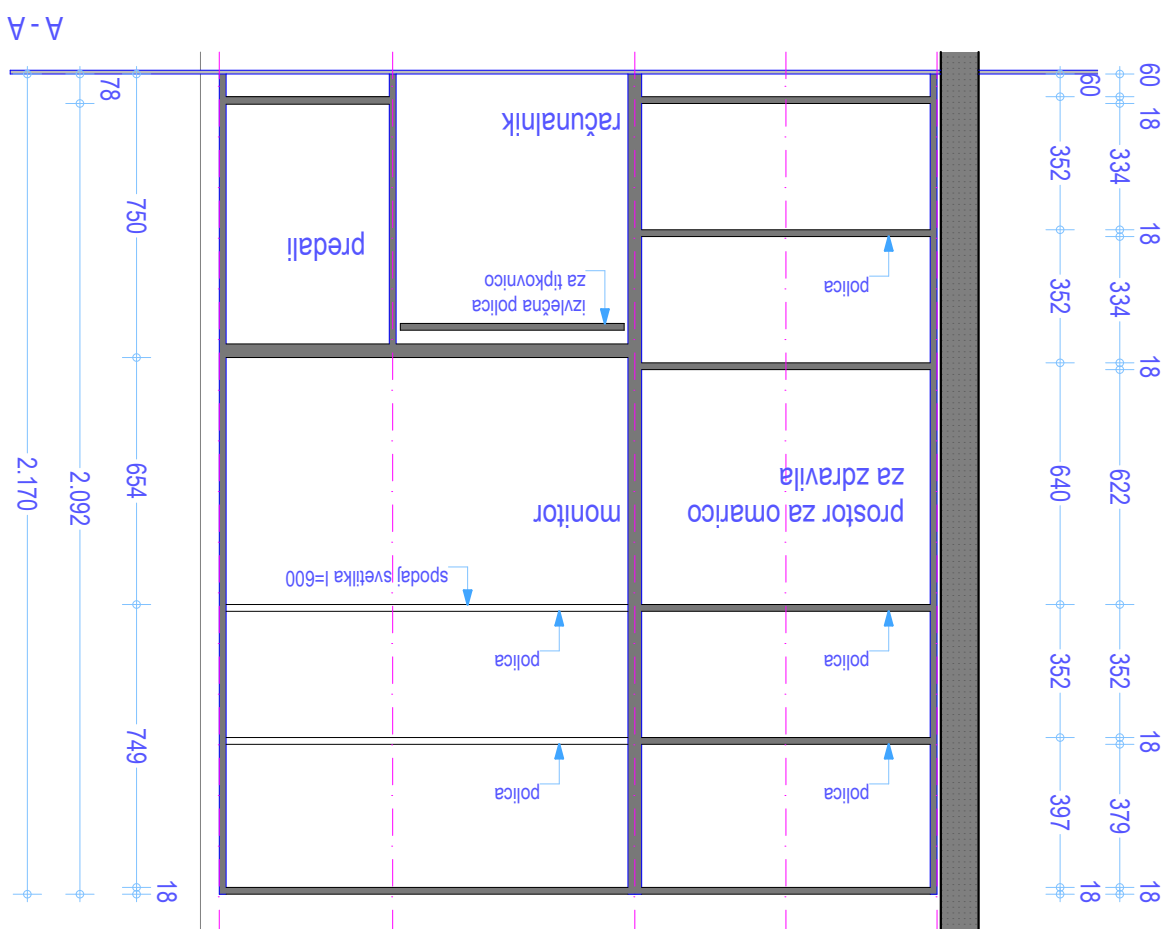 polica
polica
polica
polica
spodaj svetilka l=600
prostor za omarico
za zdravila
monitor
polica
izvlečna polica
za tipkovnico
predali
računalnik
A - A
18
18
18
18
18
60
379
352
622
334
334
18
60
397
352
640
352
352
18
749
654
750
78
2.092
2.170